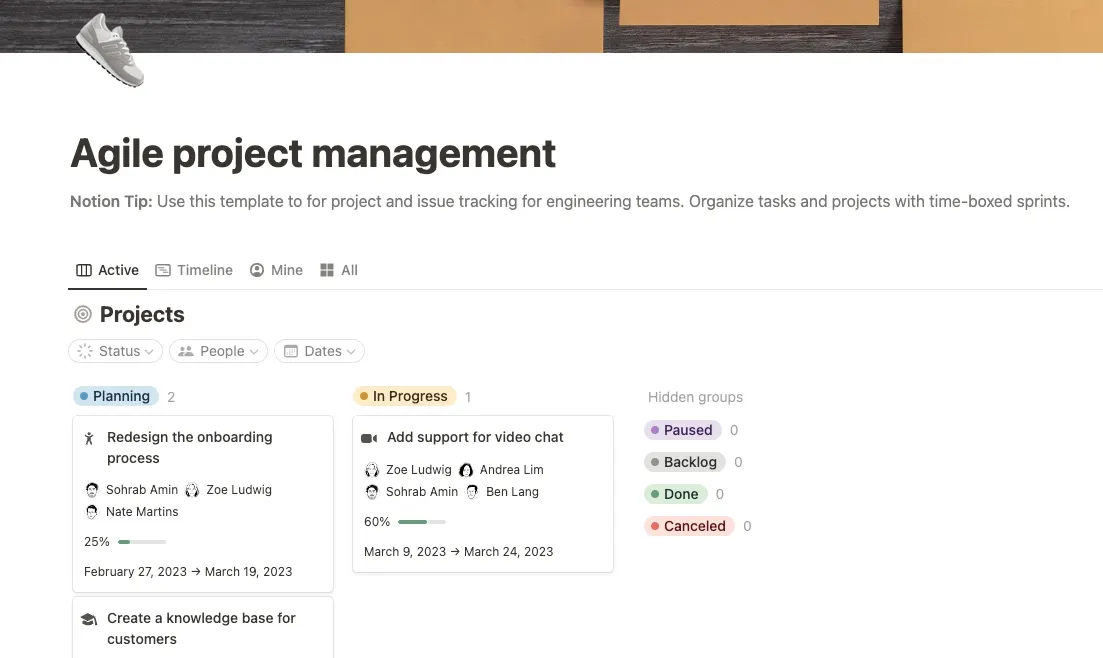 Agile project management
Notion Tip: Use this template to for project and issue tracking for engineering teams. Organize tasks and projects with time-boxed sprints.
Active Timeline Mine All
Projects
Status People Dates
Planning 2
Redesign the onboarding
process
Sohrab Amin Zoe Ludwig
Nate Martins
25%
February 27, 2023 → March 19, 2023
Create a knowledge base for
customers
In Progress 1
Add support for video chat
Zoe Ludwig Andrea Lim
Sohrab Amin Ben Lang
60%
March 9, 2023 → March 24, 2023
Hidden groups
Paused 0
Backlog 0
Done 0
Canceled 0